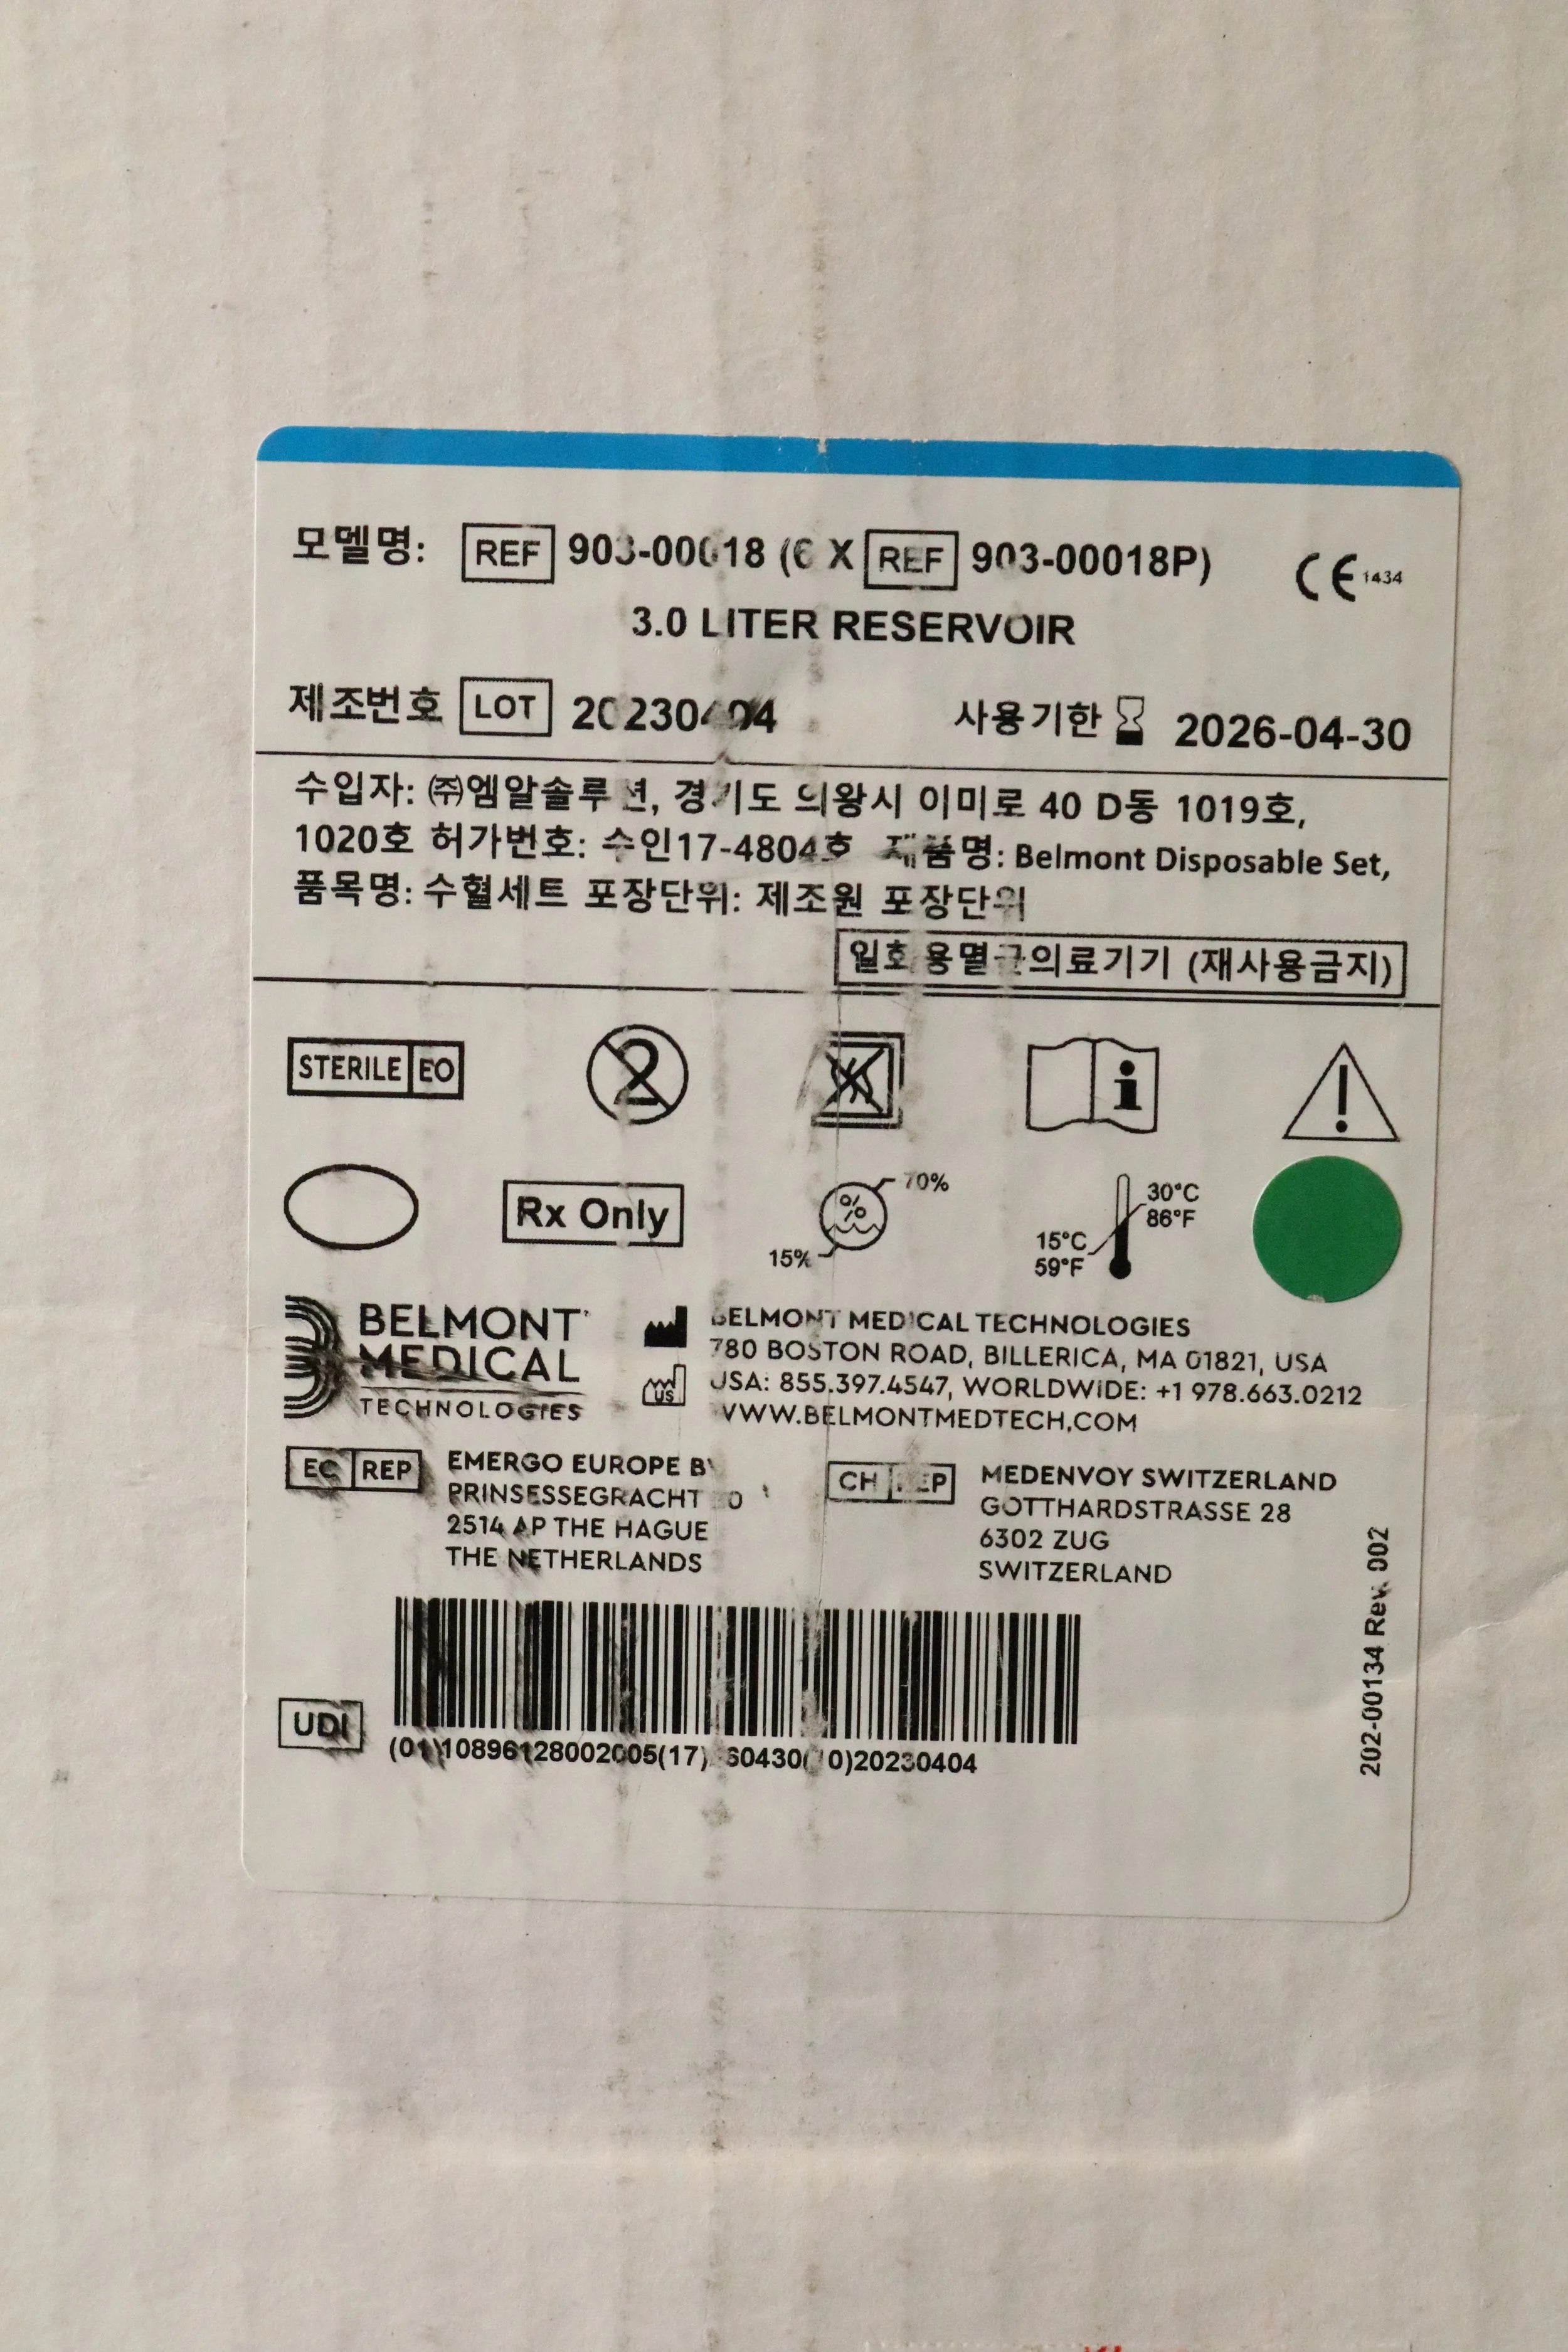 모델명: REF 903-00018 (6 X REF 903-00018P) CE 1434
3.0 LITER RESERVOIR
제조번호 LOT 20230404 사용기한 2026-04-30
수입자: ㈜엠알솔루션, 경기도 의왕시 이미로 40 D동 1019호,
1020호 허가번호: 수인17-4804호 제품명: Belmont Disposable Set,
품목명: 수혈세트 포장단위: 제조원 포장단위
일회용멸균의료기기 (재사용금지)
STERILE EO 2 i !
Rx Only % 70% 15% 30°C 86°F 15°C 59°F
BELMONT
MEDICAL
TECHNOLOGIES
BELMONT MEDICAL TECHNOLOGIES
780 BOSTON ROAD, BILLERICA, MA 01821, USA
US
USA: 855.397.4547, WORLDWIDE: +1 978.663.0212
WWW.BELMONTMEDTECH.COM
EC REP
EMERGO EUROPE
PRINSESSEGRACHT
2514 AP THE HAGUE
THE NETHERLANDS
CH REP
MEDENVOY SWITZERLAND
GOTTHARDSTRASSE 28
6302 ZUG
SWITZERLAND
202-00134 Rev. 002
UDI
(01)10896128002005(17)260430(10)20230404